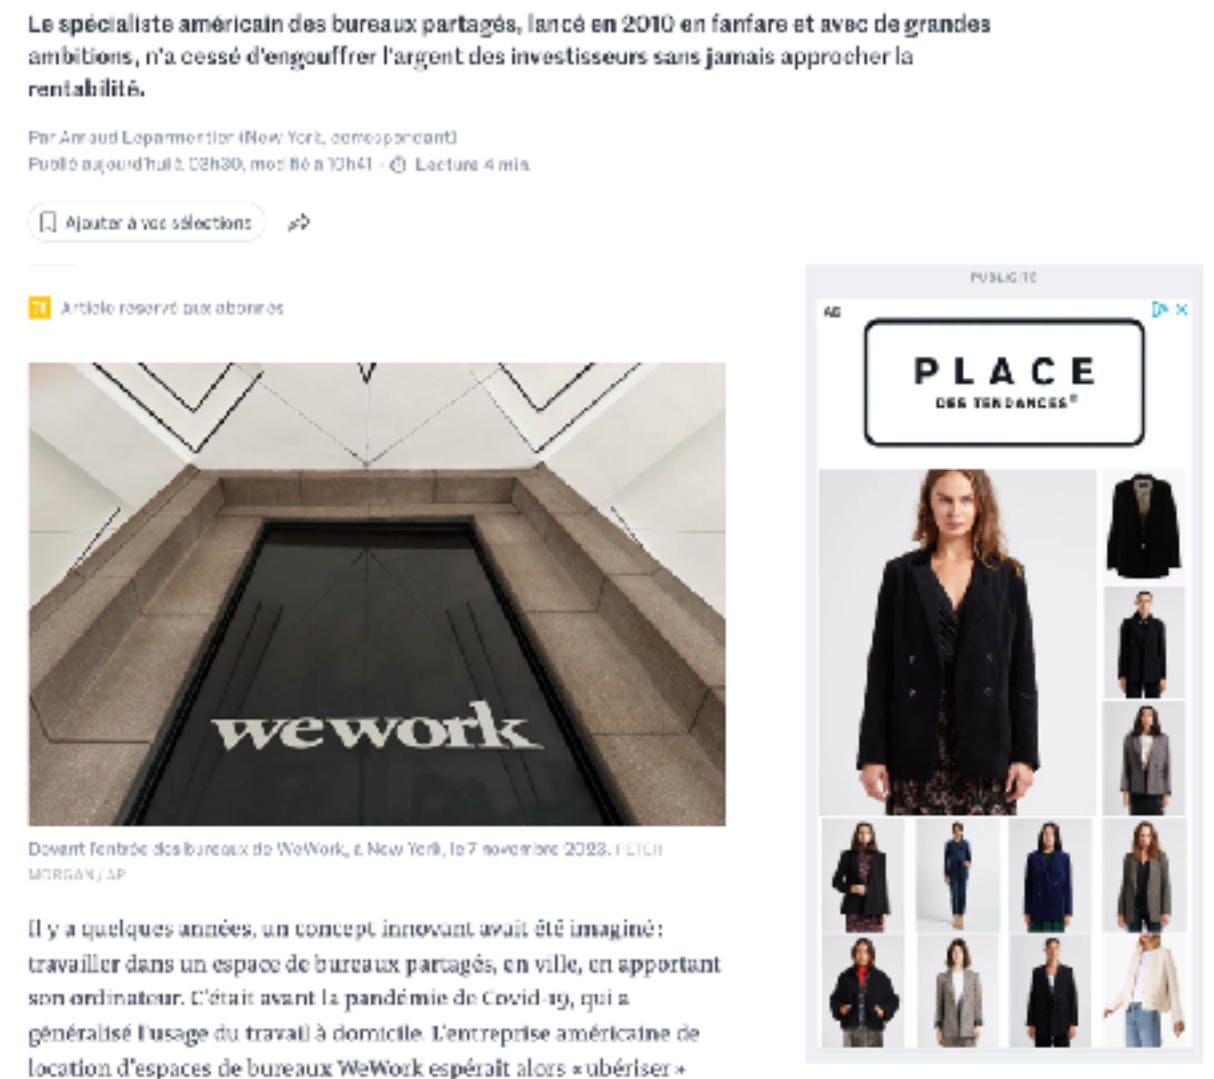 Le spécialiste américain des bureaux partagés, lancé en 2010 en fanfare et avec de grandes
ambitions, n'a cessé d'engouffrer l'argent des investisseurs sans jamais approcher la
rentabilité.
Par Arnaud Leparmentier (New York, correspondant)
Publié aujourd'hui à 03h30, modifié à 10h41 · Lecture 4 min.
Ajouter à vos sélections
Article réservé aux abonnés
wework
Devant l'entrée des bureaux de WeWork, à New York, le 7 novembre 2023. PETER
MORGAN / AP
Il y a quelques années, un concept innovant avait été imaginé :
travailler dans un espace de bureaux partagés, en ville, en apportant
son ordinateur. C'était avant la pandémie de Covid-19, qui a
généralisé l'usage du travail à domicile. L'entreprise américaine de
location d'espaces de bureaux WeWork espérait alors « ubériser »
PUBLICITÉ
AD
PLACE
DES TENDANCES®